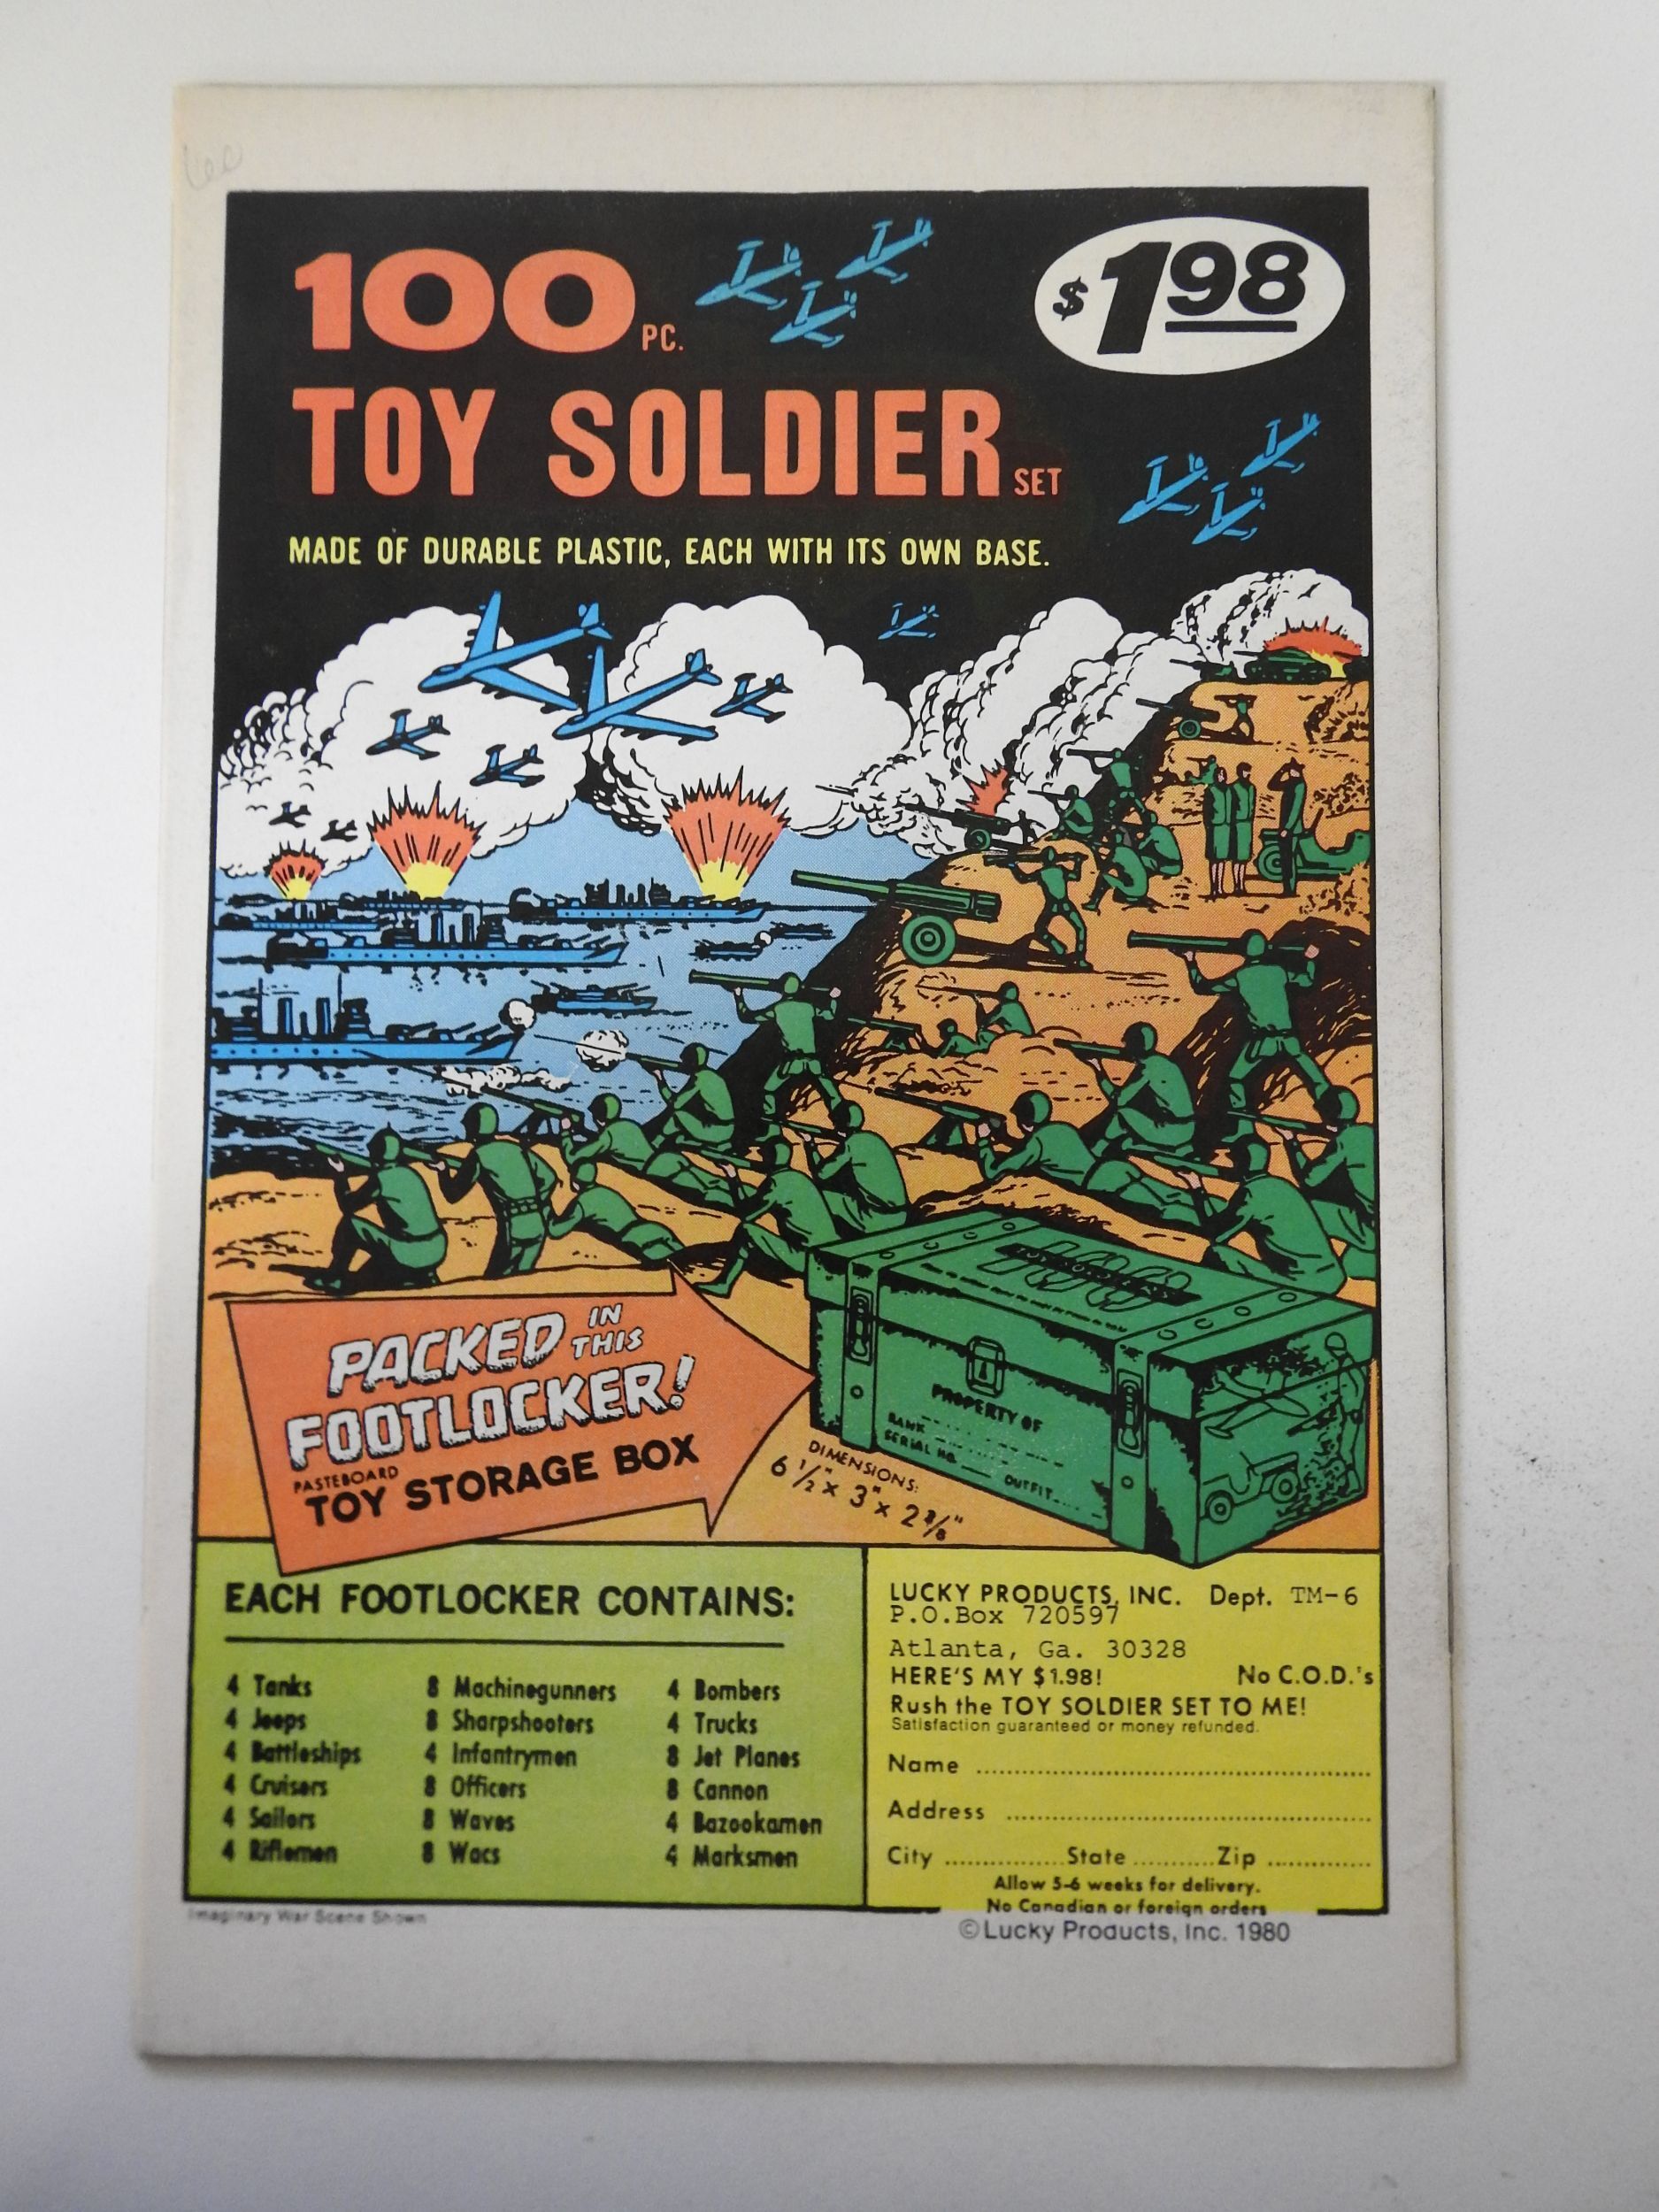 100 PC.
$1.98
TOY SOLDIER SET
MADE OF DURABLE PLASTIC, EACH WITH ITS OWN BASE.
PACKED IN THIS
FOOTLOCKER!
PASTEBOARD
TOY STORAGE BOX
100
PROPERTY OF
RANK
SERIAL NO.
OUTFIT....
DIMENSIONS:
6 1/2" x 3" x 2 3/8"
EACH FOOTLOCKER CONTAINS:
4 Tanks
4 Jeeps
4 Battleships
4 Cruisers
4 Sailors
4 Riflemen
8 Machinegunners
8 Sharpshooters
4 Infantrymen
8 Officers
8 Waves
8 Wacs
4 Bombers
4 Trucks
8 Jet Planes
8 Cannon
4 Bazookamen
4 Marksmen
LUCKY PRODUCTS, INC. Dept. TM-6
P.O.Box 720597
Atlanta, Ga. 30328
HERE'S MY $1.98! No C.O.D.'s
Rush the TOY SOLDIER SET TO ME!
Satisfaction guaranteed or money refunded.
Name
Address
City ............ State .......... Zip ............
Allow 5-6 weeks for delivery.
No Canadian or foreign orders
Imaginary War Scene Shown
©Lucky Products, Inc. 1980